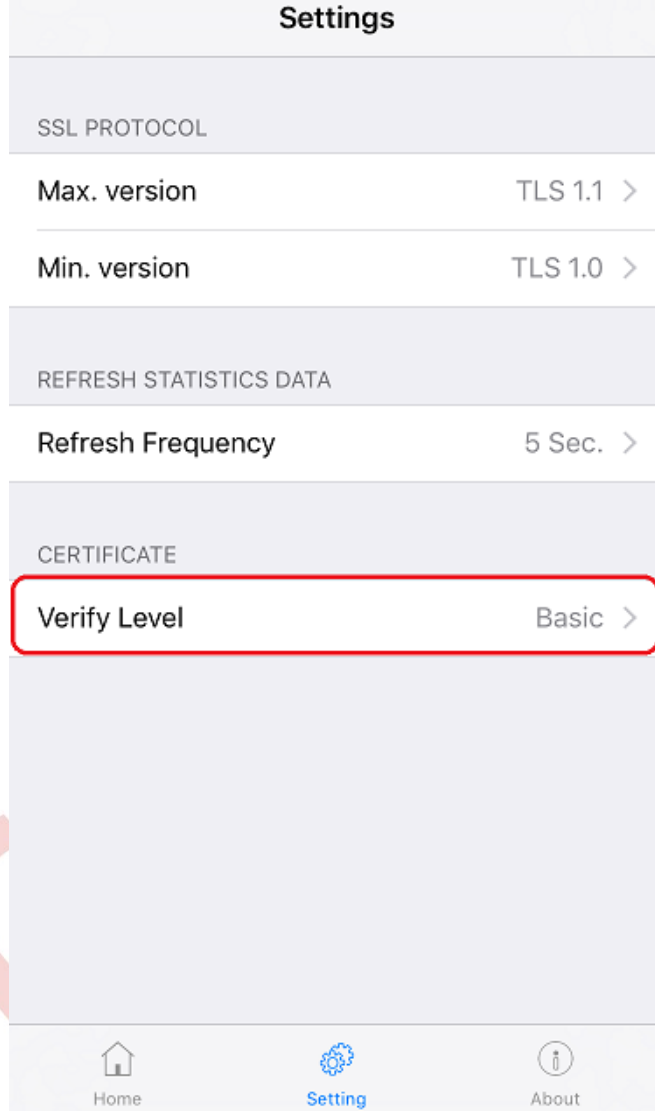 Settings
SSL PROTOCOL
Max. version TLS 1.1
Min. version TLS 1.0
REFRESH STATISTICS DATA
Refresh Frequency 5 Sec.
CERTIFICATE
Verify Level Basic
Home Setting About